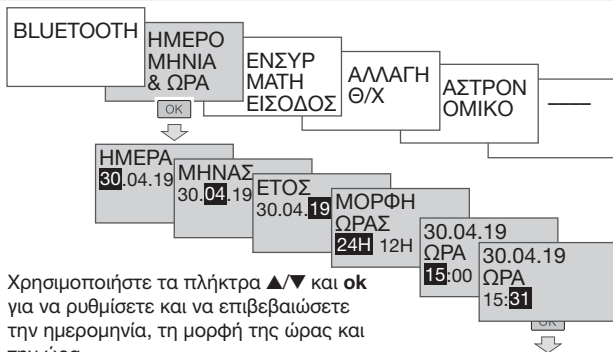 BLUETOOTH
ΗΜΕΡΟ
ΜΗΝΙΑ
& ΩΡΑ
ΕΝΣΥΡ
ΜΑΤΗ
ΕΙΣΟΔΟΣ
ΑΛΛΑΓΗ
Θ/Χ
ΑΣΤΡΟΝ
ΟΜΙΚΟ
OK
ΗΜΕΡΑ
30.04.19
ΜΗΝΑΣ
30.04.19
ΕΤΟΣ
30.04.19
ΜΟΡΦΗ
ΩΡΑΣ
24H 12H
30.04.19
ΩΡΑ
15:00
30.04.19
ΩΡΑ
15:31
OK
Χρησιμοποιήστε τα πλήκτρα ▲/▼ και ok
για να ρυθμίσετε και να επιβεβαιώσετε
την ημερομηνία, τη μορφή της ώρας και
την ώρα